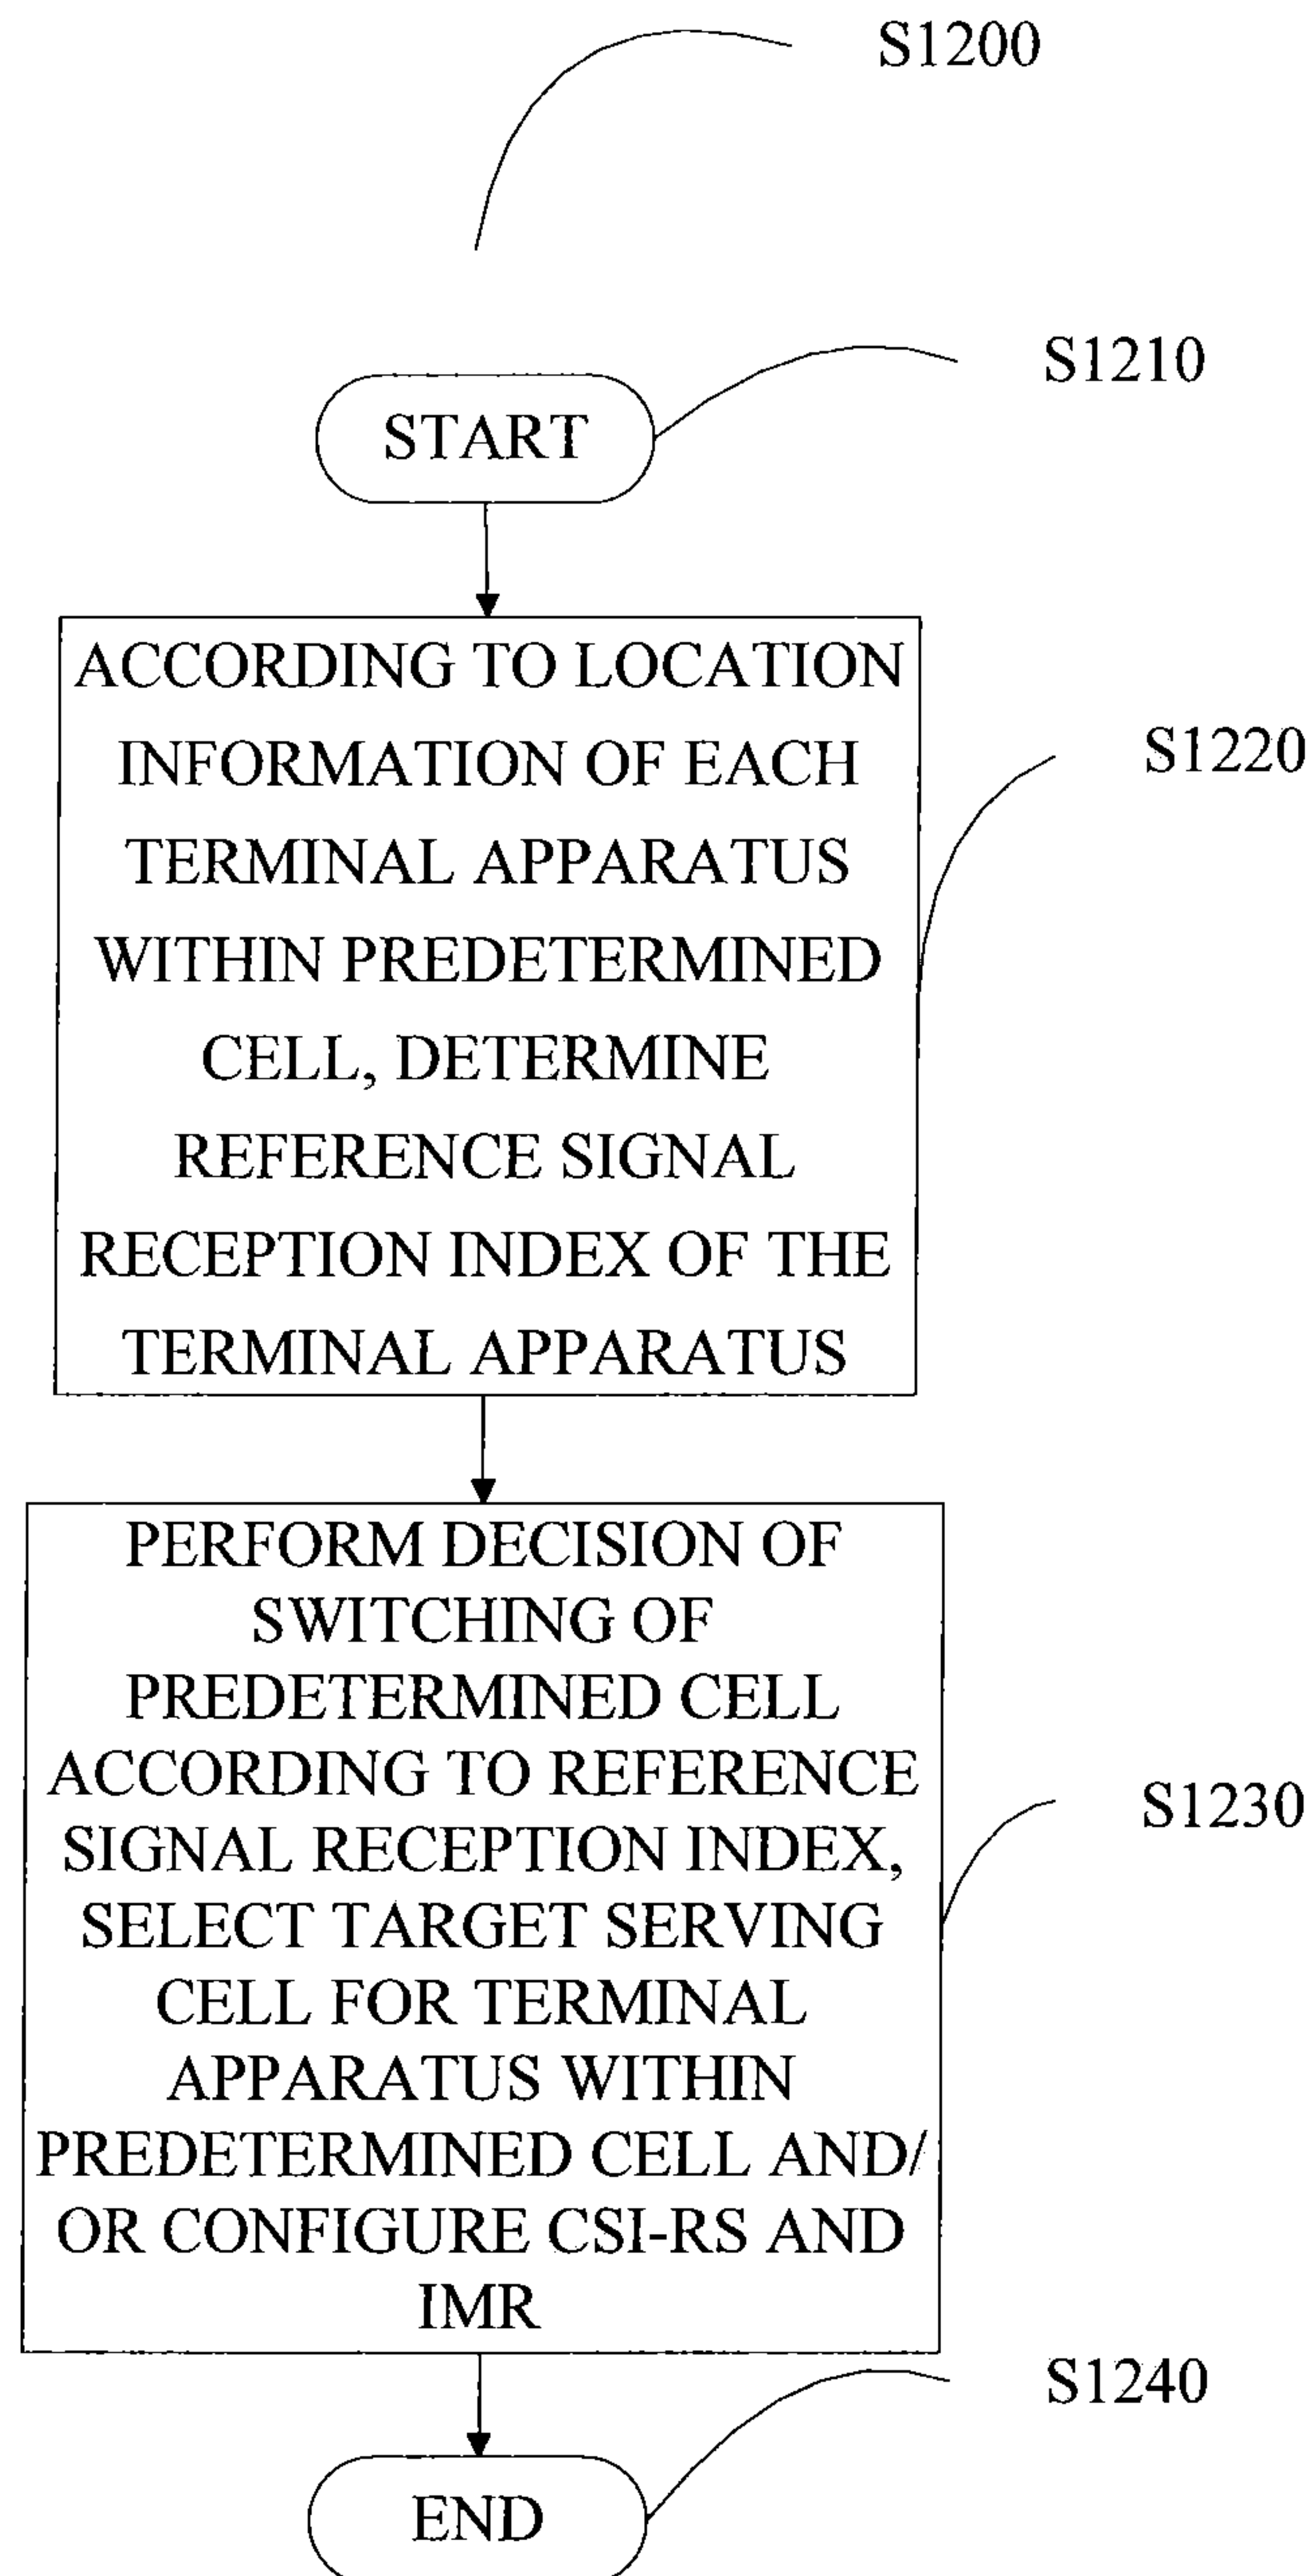 S1200
S1210
START
ACCORDING TO LOCATION
INFORMATION OF EACH
TERMINAL APPARATUS
WITHIN PREDETERMINED
CELL, DETERMINE
REFERENCE SIGNAL
RECEPTION INDEX OF THE
TERMINAL APPARATUS
S1220
PERFORM DECISION OF
SWITCHING OF
PREDETERMINED CELL
ACCORDING TO REFERENCE
SIGNAL RECEPTION INDEX,
SELECT TARGET SERVING
CELL FOR TERMINAL
APPARATUS WITHIN
PREDETERMINED CELL AND/
OR CONFIGURE CSI-RS AND
IMR
S1230
S1240
END